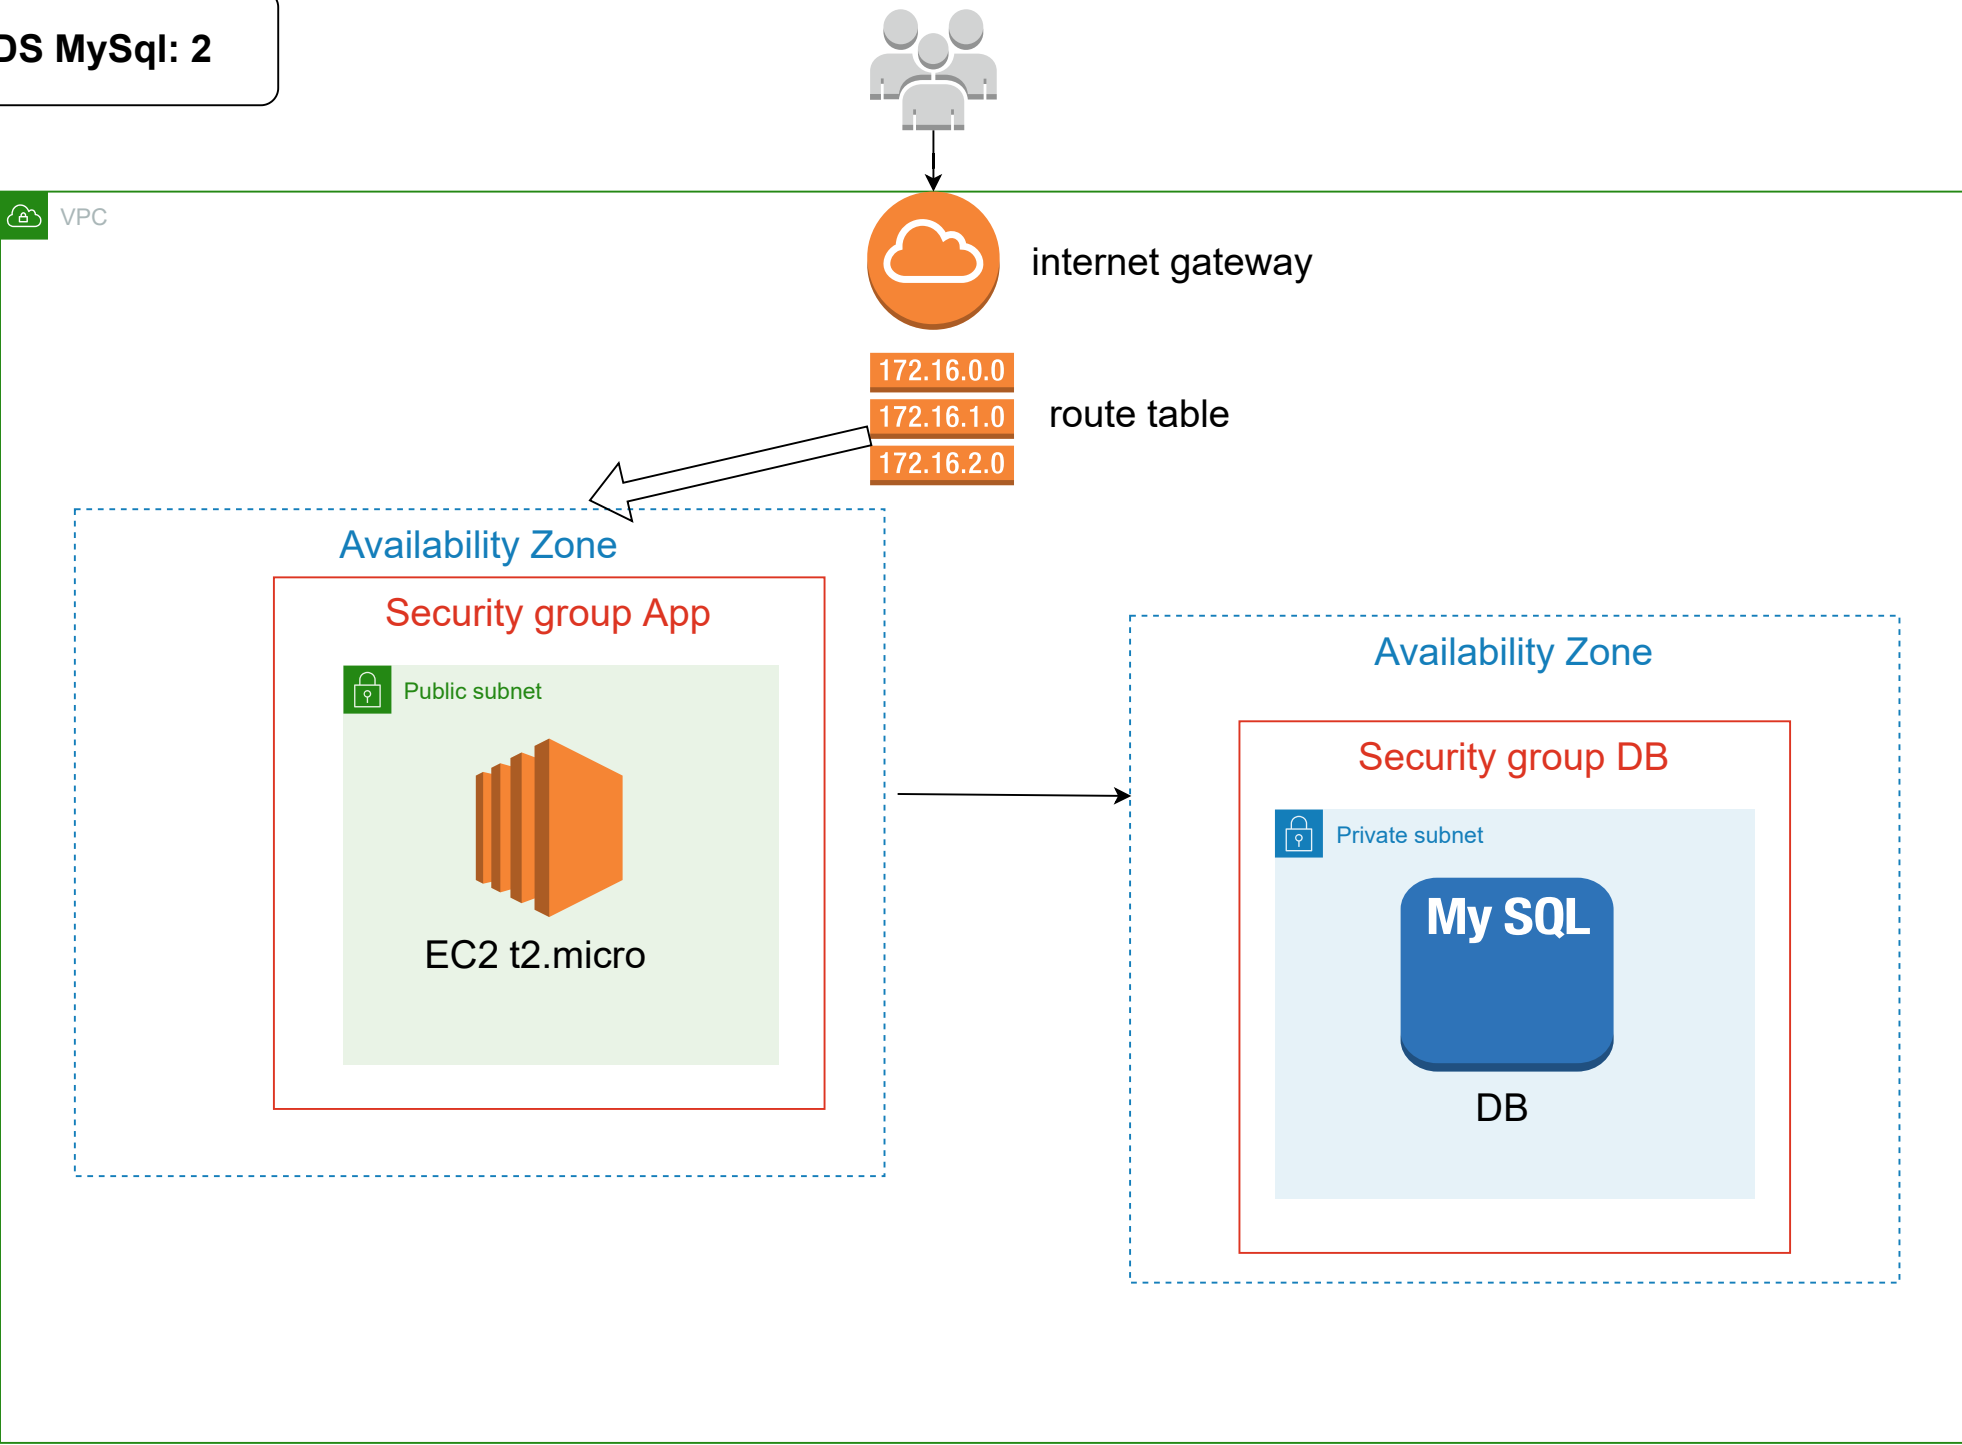 DS MySql: 2
VPC
internet gateway
172.16.0.0
172.16.1.0
172.16.2.0
route table
Availability Zone
Security group App
Public subnet
EC2 t2.micro
Availability Zone
Security group DB
Private subnet
My SQL
DB